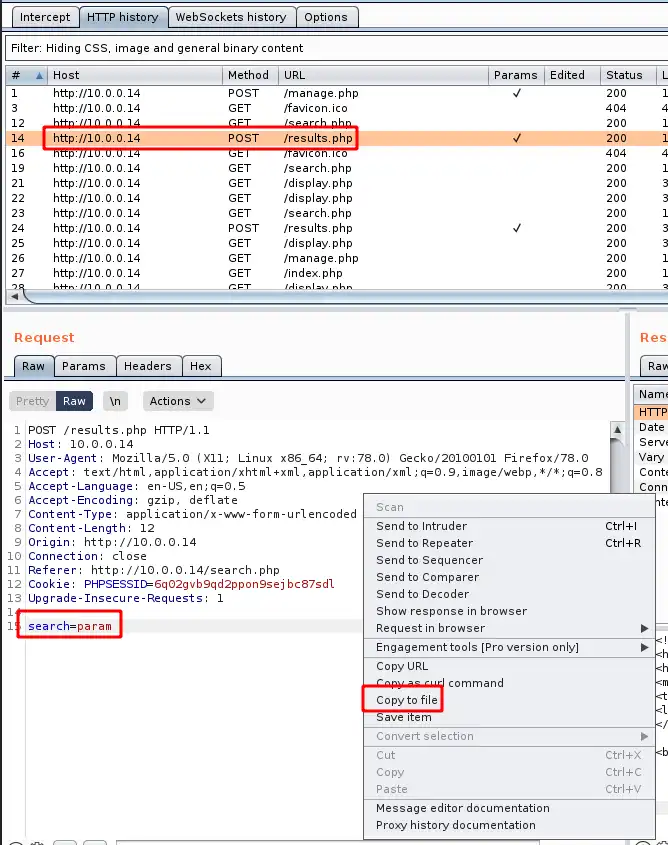 Intercept HTTP history WebSockets history Options
Filter: Hiding CSS, image and general binary content
# Host Method URL Params Edited Status L
1 http://10.0.0.14 POST /manage.php ✓ 200 1
3 http://10.0.0.14 GET /favicon.ico 404 4
12 http://10.0.0.14 GET /search.php 200 1
14 http://10.0.0.14 POST /results.php ✓ 200 1
16 http://10.0.0.14 GET /favicon.ico 404 4
19 http://10.0.0.14 GET /search.php 200 1
21 http://10.0.0.14 GET /display.php 200 3
22 http://10.0.0.14 GET /display.php 200 3
23 http://10.0.0.14 GET /search.php 200 1
24 http://10.0.0.14 POST /results.php ✓ 200 1
25 http://10.0.0.14 GET /display.php 200 3
26 http://10.0.0.14 GET /manage.php 200 1
27 http://10.0.0.14 GET /index.php 200 1
28 http://10.0.0.14 GET /display.php 200 3
Request
Res
Raw Params Headers Hex
Raw
Pretty Raw \n Actions
Name
HTTP
Date
Serve
Vary
Conte
Conn
1 POST /results.php HTTP/1.1
2 Host: 10.0.0.14
3 User-Agent: Mozilla/5.0 (X11; Linux x86_64; rv:78.0) Gecko/20100101 Firefox/78.0
4 Accept: text/html,application/xhtml+xml,application/xml;q=0.9,image/webp,*/*;q=0.8
5 Accept-Language: en-US,en;q=0.5
6 Accept-Encoding: gzip, deflate
7 Content-Type: application/x-www-form-urlencoded
8 Content-Length: 12
9 Origin: http://10.0.0.14
10 Connection: close
11 Referer: http://10.0.0.14/search.php
12 Cookie: PHPSESSID=6q02gvb9qd2ppon9sejbc87sdl
13 Upgrade-Insecure-Requests: 1
14
15 search=param
Scan
Send to Intruder Ctrl+I
Send to Repeater Ctrl+R
Send to Sequencer
Send to Comparer
Send to Decoder
Show response in browser
Request in browser
Engagement tools [Pro version only]
Copy URL
Copy as curl command
Copy to file
Save item
Convert selection
Cut Ctrl+X
Copy Ctrl+C
Paste Ctrl+V
Message editor documentation
Proxy history documentation
<!
<h
<h
<m
<t
<l
</
<b